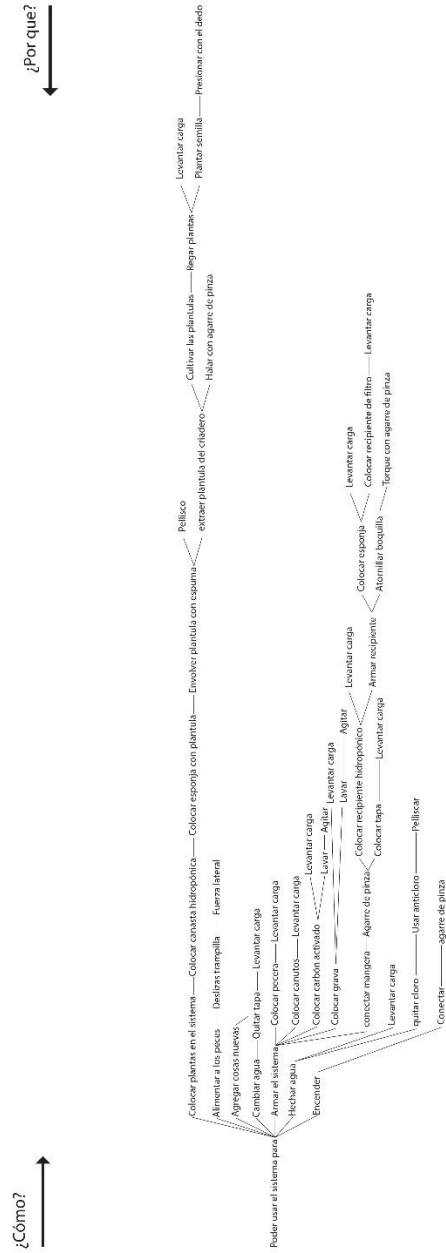 ¿Cómo?
¿Por que?
Poder usar el sistema para
Colocar plantas en el sistema
Colocar canasta hidropónica
Colocar esponja con plantula
Envolver plantula con espuma
Pellisco
extraer plantula del criadero
Cultivar las plantulas
Halar con agarre de pinza
Regar plantas
Levantar carga
Plantar semilla
Presionar con el dedo
Alimentar a los peces
Deslizas trampilla
Fuerza lateral
Agregar cosas nuevas
Cambiar agua
Quitar tapa
Levantar carga
Armar el sistema
Colocar pecera
Levantar carga
Colocar canutos
Levantar carga
Colocar carbón activado
Levantar carga
Lavar
Agitar
Colocar grava
Levantar carga
Lavar
Agitar
conectar mangera
Agarre de pinza
Colocar recipiente hidropónico
Levantar carga
Armar recipiente
Colocar esponja
Levantar carga
Colocar recipiente de filtro
Levantar carga
Atornillar boquilla
Torque con agarre de pinza
Colocar tapa
Levantar carga
Hechar agua
Levantar carga
quitar cloro
Usar anticloro
Pelliscar
Encender
Conectar
agarre de pinza